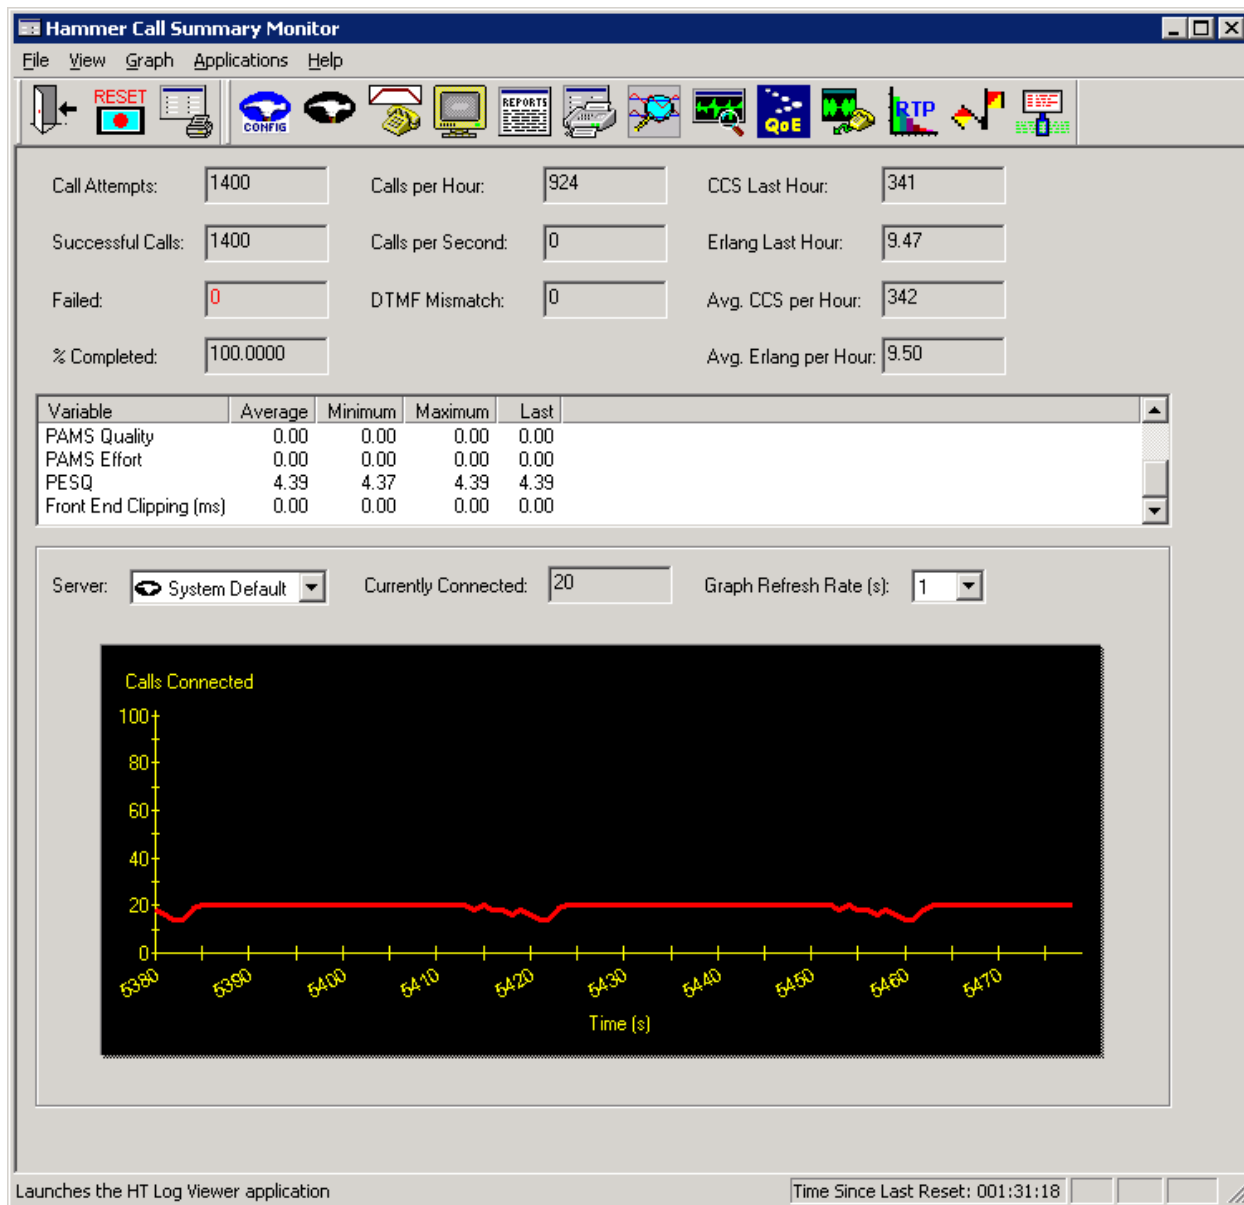 Hammer Call Summary Monitor
File View Graph Applications Help
RESET CONFIG REPORTS QoE RTP
Call Attempts: 1400 Calls per Hour: 924 CCS Last Hour: 341
Successful Calls: 1400 Calls per Second: 0 Erlang Last Hour: 9.47
Failed: 0 DTMF Mismatch: 0 Avg. CCS per Hour: 342
% Completed: 100.0000 Avg. Erlang per Hour: 9.50
Variable Average Minimum Maximum Last
PAMS Quality 0.00 0.00 0.00 0.00
PAMS Effort 0.00 0.00 0.00 0.00
PESQ 4.39 4.37 4.39 4.39
Front End Clipping (ms) 0.00 0.00 0.00 0.00
Server: System Default Currently Connected: 20 Graph Refresh Rate (s): 1
Calls Connected
100
80
60
40
20
0
5380 5390 5400 5410 5420 5430 5440 5450 5460 5470
Time (s)
Launches the HT Log Viewer application Time Since Last Reset: 001:31:18